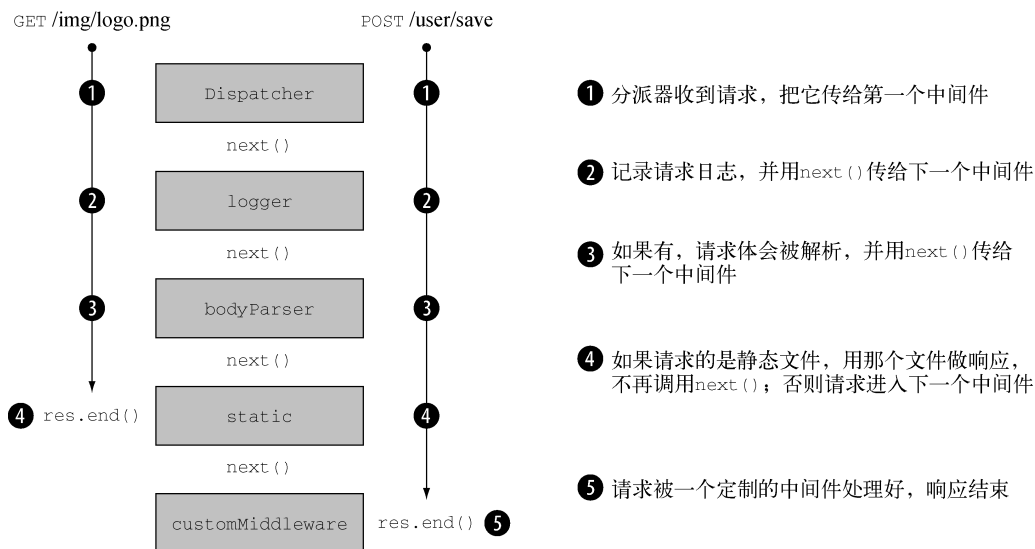 GET /img/logo.png
POST /user/save
1
Dispatcher
1
next()
2
logger
2
next()
3
bodyParser
3
next()
4 res.end()
static
4
next()
customMiddleware
res.end() 5
1 分派器收到请求，把它传给第一个中间件
2 记录请求日志，并用next()传给下一个中间件
3 如果有，请求体会被解析，并用next()传给
下一个中间件
4 如果请求的是静态文件，用那个文件做响应，
不再调用next()；否则请求进入下一个中间件
5 请求被一个定制的中间件处理好，响应结束